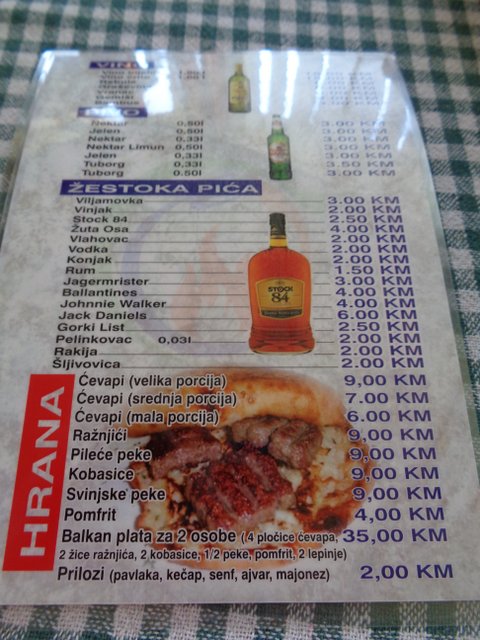 VINO
Nektar 0,50l 3.00 KM
Jelen 0,50l 3.00 KM
Nektar 0,33l 3.00 KM
Nektar Limun 0,50l 3.00 KM
Jelen 0,33l 3.00 KM
Tuborg 0,33l 3.50 KM
Tuborg 0.50l 3.00 KM
ŽESTOKA PIĆA
Viljamovka 3.00 KM
Vinjak 2.00 KM
Stock 84 2.50 KM
Žuta Osa 4.00 KM
Vlahovac 2.00 KM
Vodka 2.00 KM
Konjak 2.00 KM
Rum 1.50 KM
Jagermrister 3.00 KM
Ballantines 4.00 KM
Johnnie Walker 4.00 KM
Jack Daniels 6.00 KM
Gorki List 2.50 KM
Pelinkovac 0,03l 2.00 KM
Rakija 2.00 KM
Šljivovica 2.00 KM
STOCK
84
HRANA
Ćevapi (velika porcija) 9,00 KM
Ćevapi (srednja porcija) 7.00 KM
Ćevapi (mala porcija) 6.00 KM
Ražnjići 9,00 KM
Pileće peke 9,00 KM
Kobasice 9,00 KM
Svinjske peke 9,00 KM
Pomfrit 4,00 KM
Balkan plata za 2 osobe ( 4 pločice ćevapa, 35,00 KM
2 žice ražnjića, 2 kobasice, 1/2 peke, pomfrit, 2 lepinje)
Prilozi (pavlaka, kečap, senf, ajvar, majonez) 2,00 KM